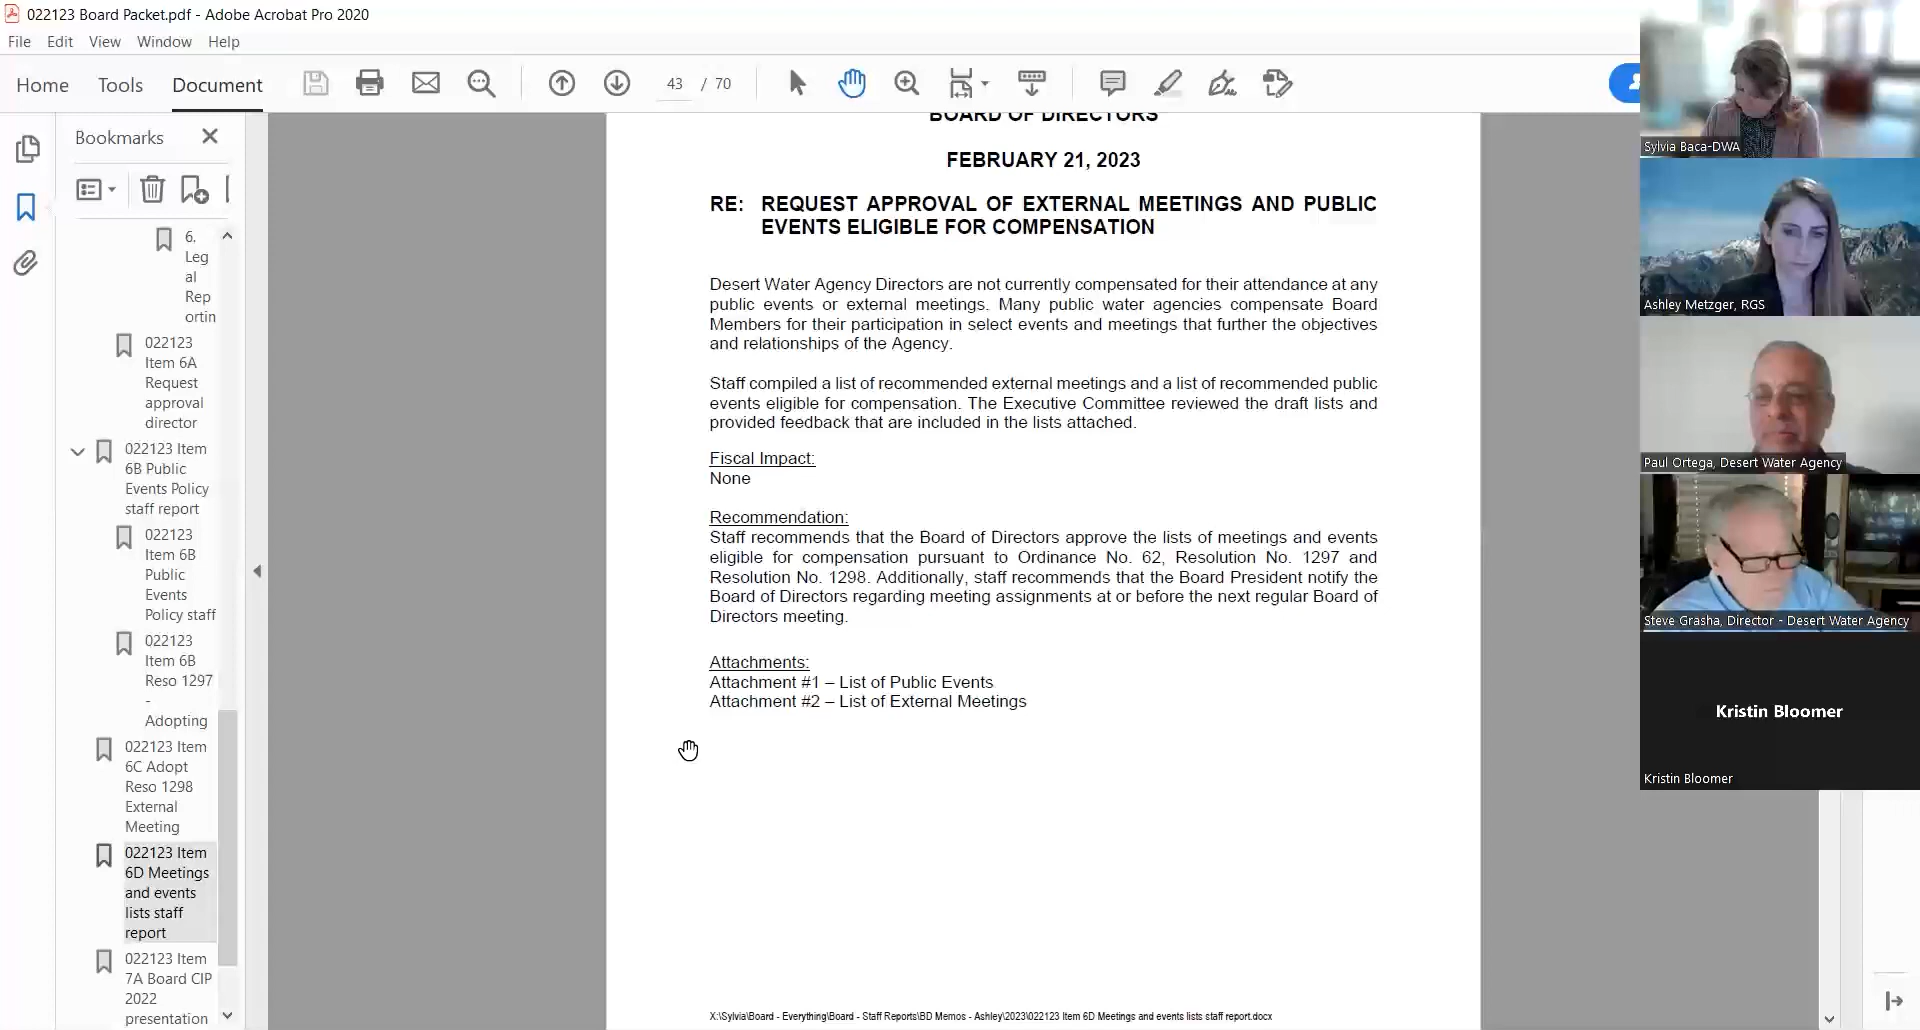 022123 Board Packet.pdf - Adobe Acrobat Pro 2020
File Edit View Window Help
Home Tools Document
43 / 70
Bookmarks
6.
Leg
al
Rep
ortin
022123
Item 6A
Request
approval
director
022123 Item
6B Public
Events Policy
staff report
022123
Item 6B
Public
Events
Policy staff
022123
Item 6B
Reso 1297
-
Adopting
022123 Item
6C Adopt
Reso 1298
External
Meeting
022123 Item
6D Meetings
and events
lists staff
report
022123 Item
7A Board CIP
2022
presentation
BOARD OF DIRECTORS
FEBRUARY 21, 2023
RE: REQUEST APPROVAL OF EXTERNAL MEETINGS AND PUBLIC
EVENTS ELIGIBLE FOR COMPENSATION
Desert Water Agency Directors are not currently compensated for their attendance at any
public events or external meetings. Many public water agencies compensate Board
Members for their participation in select events and meetings that further the objectives
and relationships of the Agency.
Staff compiled a list of recommended external meetings and a list of recommended public
events eligible for compensation. The Executive Committee reviewed the draft lists and
provided feedback that are included in the lists attached.
Fiscal Impact:
None
Recommendation:
Staff recommends that the Board of Directors approve the lists of meetings and events
eligible for compensation pursuant to Ordinance No. 62, Resolution No. 1297 and
Resolution No. 1298. Additionally, staff recommends that the Board President notify the
Board of Directors regarding meeting assignments at or before the next regular Board of
Directors meeting.
Attachments:
Attachment #1 – List of Public Events
Attachment #2 – List of External Meetings
X:\Sylvia\Board - Everything\Board - Staff Reports\BD Memos - Ashley\2023\022123 Item 6D Meetings and events lists staff report.docx
Sylvia Baca-DWA
Ashley Metzger, RGS
Paul Ortega, Desert Water Agency
Steve Grasha, Director - Desert Water Agency
Kristin Bloomer
Kristin Bloomer